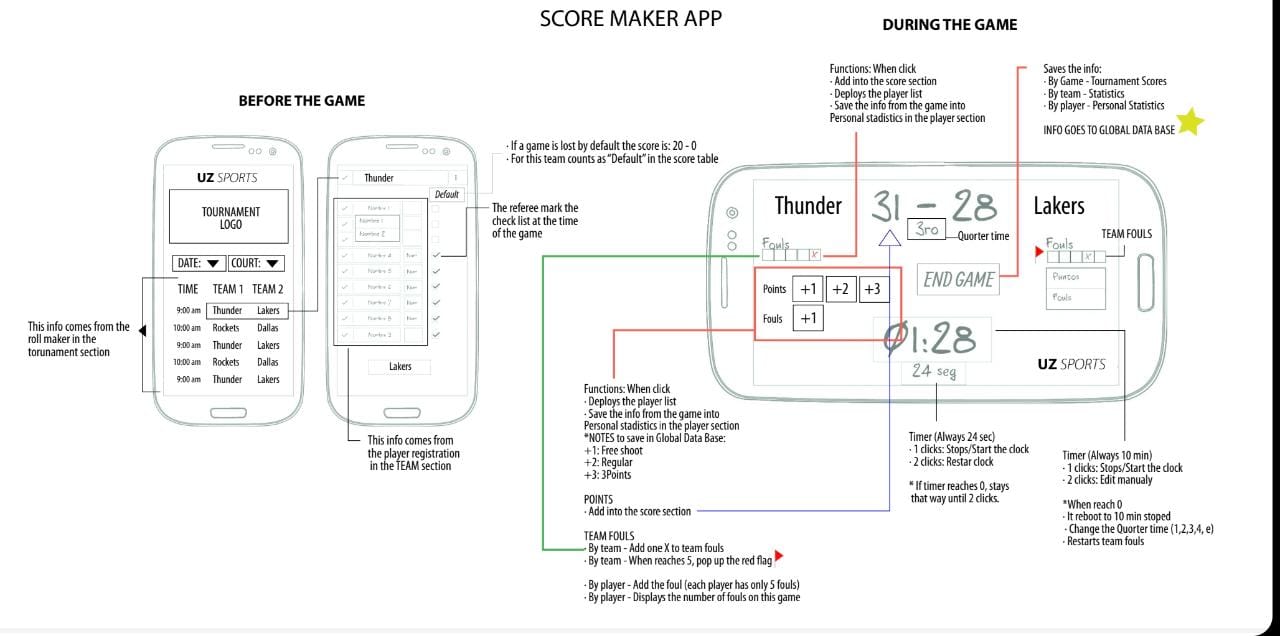 SCORE MAKER APP
BEFORE THE GAME
DURING THE GAME
UZ SPORTS
TOURNAMENT
LOGO
DATE:
COURT:
TIME TEAM 1 TEAM 2
9:00 am Thunder Lakers
10:00 am Rockets Dallas
9:00 am Thunder Lakers
10:00 am Rockets Dallas
9:00 am Thunder Lakers
This info comes from the
roll maker in the
torunament section
Thunder
Default
Nombre 1
Nombre 1
Nombre 2
Nombre 4 Num
Nombre 5 Num
Nombre 6 Num
Nombre 7 Num
Nombre 8 Num
Nombre 9
Lakers
This info comes from
the player registration
in the TEAM section
· If a game is lost by default the score is: 20 - 0
· For this team counts as "Default" in the score table
The referee mark the
check list at the time
of the game
Functions: When click
· Add into the score section
· Deploys the player list
· Save the info from the game into
Personal stadistics in the player section
Saves the info:
· By Game - Tournament Scores
· By team - Statistics
· By player - Personal Statistics
INFO GOES TO GLOBAL DATA BASE
Thunder
31 - 28
Lakers
3ro
Quorter time
TEAM FOULS
Fouls
X
Fouls
X
Puntos
Fouls
Points +1 +2 +3
Fouls +1
END GAME
01:28
24 seg
UZ SPORTS
Functions: When click
· Deploys the player list
· Save the info from the game into
Personal stadistics in the player section
*NOTES to save in Global Data Base:
+1: Free shoot
+2: Regular
+3: 3Points
POINTS
· Add into the score section
TEAM FOULS
· By team - Add one X to team fouls
· By team - When reaches 5, pop up the red flag
· By player - Add the foul (each player has only 5 fouls)
· By player - Displays the number of fouls on this game
Timer (Always 24 sec)
· 1 clicks: Stops/Start the clock
· 2 clicks: Restar clock
* If timer reaches 0, stays
that way until 2 clicks.
Timer (Always 10 min)
· 1 clicks: Stops/Start the clock
· 2 clicks: Edit manualy
*When reach 0
· It reboot to 10 min stoped
· Change the Quorter time (1,2,3,4, e)
· Restarts team fouls